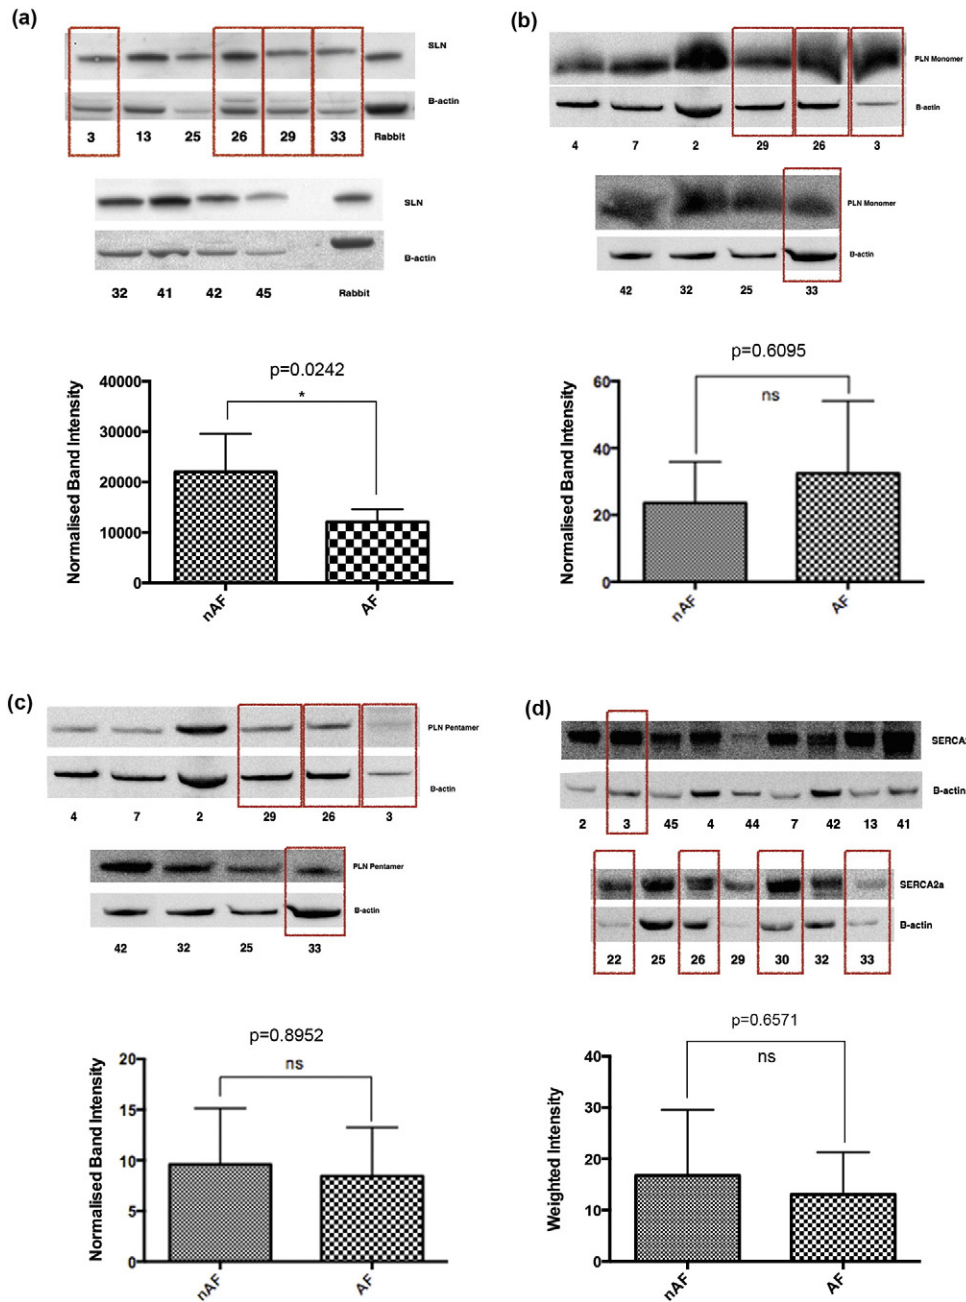 (a)
SLN
B-actin
3 13 25 26 29 33 Rabbit
SLN
B-actin
32 41 42 45 Rabbit
p=0.0242
*
Normalised Band Intensity
40000
30000
20000
10000
0
nAF AF
(b)
PLN Monomer
B-actin
4 7 2 29 26 3
PLN Monomer
B-actin
42 32 25 33
p=0.6095
ns
Normalised Band Intensity
60
40
20
0
nAF AF
(c)
PLN Pentamer
B-actin
4 7 2 29 26 3
PLN Pentamer
B-actin
42 32 25 33
p=0.8952
ns
Normalised Band Intensity
20
15
10
5
0
nAF AF
(d)
B-actin
2 3 45 4 44 7 42 13 41
SERCA2a
B-actin
22 25 26 29 30 32 33
p=0.6571
ns
Weighted Intensity
40
30
20
10
0
nAF AF